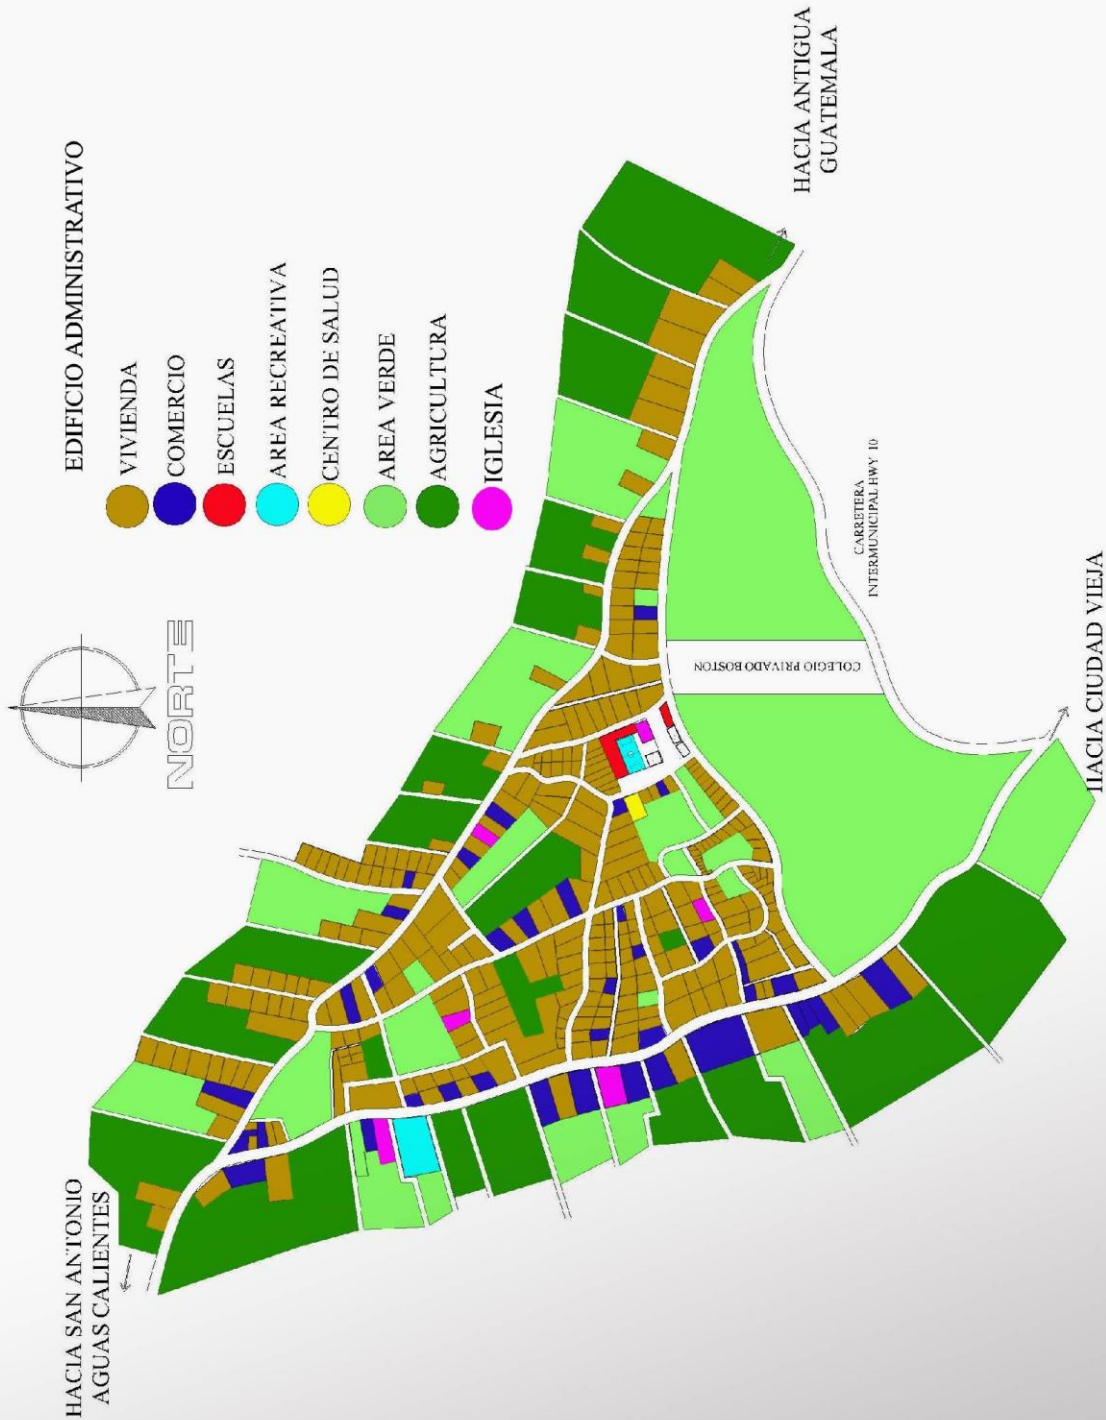 EDIFICIO ADMINISTRATIVO
VIVIENDA
COMERCIO
ESCUELAS
AREA RECREATIVA
CENTRO DE SALUD
AREA VERDE
AGRICULTURA
IGLESIA
NORTE
HACIA SAN ANTONIO
AGUAS CALIENTES
HACIA ANTIGUA
GUATEMALA
CARRETERA
INTERMUNICIPAL HWY 10
COLEGIO PRIVADO BOSTON
HACIA CIUDAD VIEJA